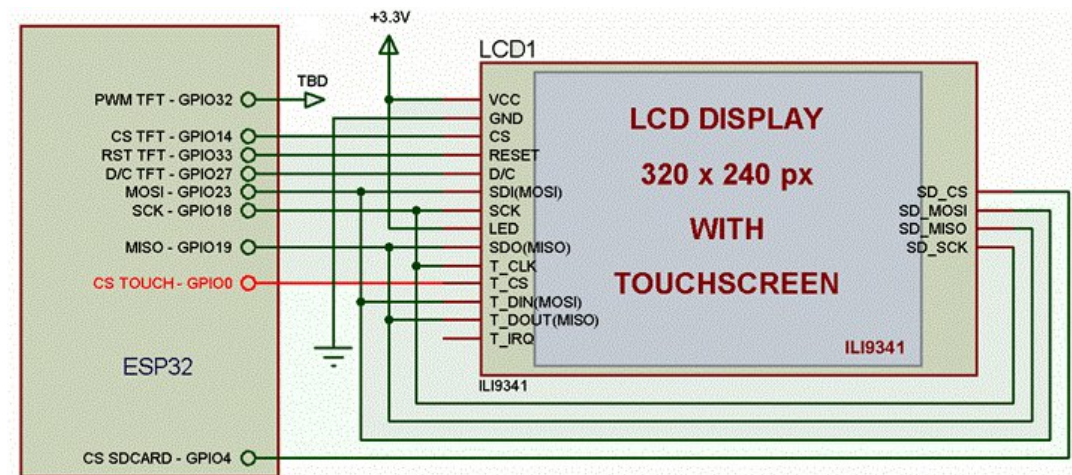 +3.3V
LCD1
TBD
PWM TFT - GPIO32
CS TFT - GPIO14
RST TFT - GPIO33
D/C TFT - GPIO27
MOSI - GPIO23
SCK - GPIO18
MISO - GPIO19
CS TOUCH - GPIO0
ESP32
CS SDCARD - GPIO4
VCC
GND
CS
RESET
D/C
SDI(MOSI)
SCK
LED
SDO(MISO)
T_CLK
T_CS
T_DIN(MOSI)
T_DOUT(MISO)
T_IRQ
LCD DISPLAY
320 x 240 px
WITH
TOUCHSCREEN
ILI9341
SD_CS
SD_MOSI
SD_MISO
SD_SCK
ILI9341